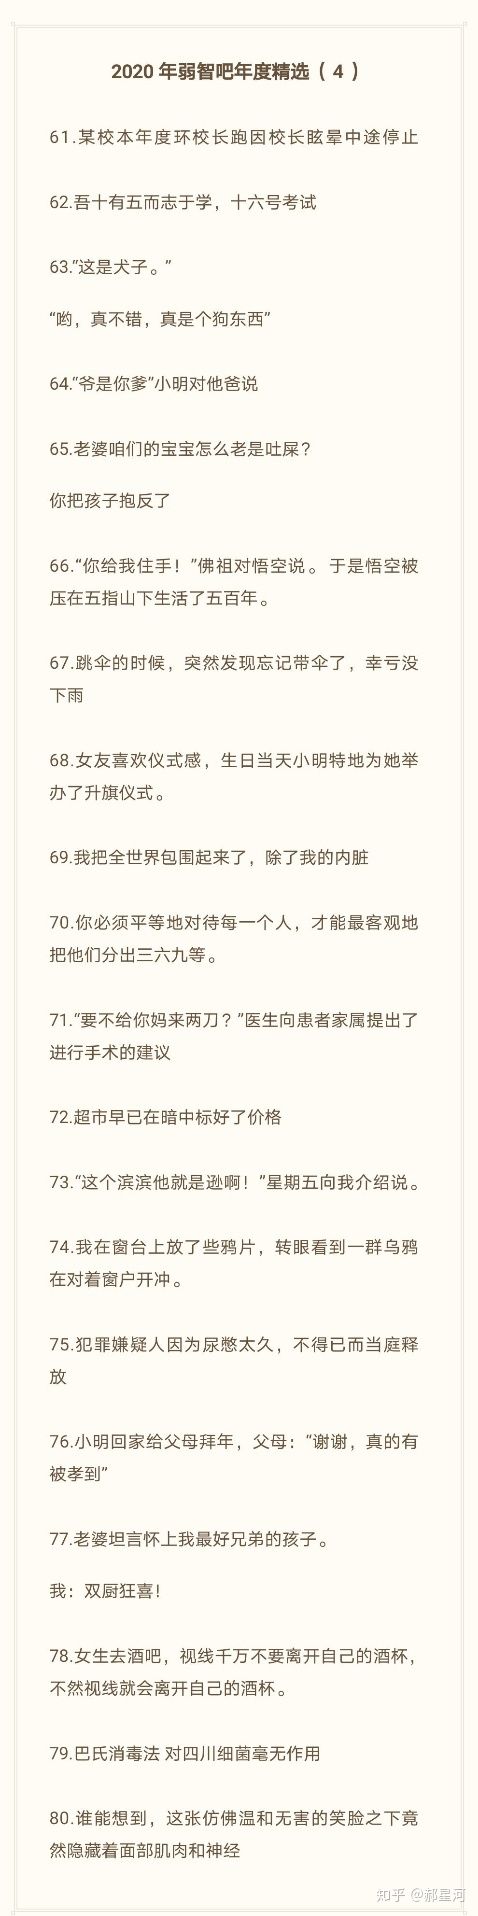 2020 年弱智吧年度精选（ 4 ）
61.某校本年度环校长跑因校长眩晕中途停止
62.吾十有五而志于学，十六号考试
63.“这是犬子。”
“哟，真不错，真是个狗东西”
64.“爷是你爹”小明对他爸说
65.老婆咱们的宝宝怎么老是吐屎？
你把孩子抱反了
66.“你给我住手！”佛祖对悟空说。 于是悟空被
压在五指山下生活了五百年。
67.跳伞的时候，突然发现忘记带伞了，幸亏没
下雨
68.女友喜欢仪式感，生日当天小明特地为她举
办了升旗仪式。
69.我把全世界包围起来了，除了我的内脏
70.你必须平等地对待每一个人，才能最客观地
把他们分出三六九等。
71.“要不给你妈来两刀？”医生向患者家属提出了
进行手术的建议
72.超市早已在暗中标好了价格
73.“这个滨滨他就是逊啊！”星期五向我介绍说。
74.我在窗台上放了些鸦片，转眼看到一群乌鸦
在对着窗户开冲。
75.犯罪嫌疑人因为尿憋太久，不得已而当庭释
放
76.小明回家给父母拜年，父母：“谢谢，真的有
被孝到”
77.老婆坦言怀上我最好兄弟的孩子。
我：双厨狂喜！
78.女生去酒吧，视线千万不要离开自己的酒杯，
不然视线就会离开自己的酒杯。
79.巴氏消毒法 对四川细菌毫无作用
80.谁能想到，这张仿佛温和无害的笑脸之下竟
然隐藏着面部肌肉和神经
知乎 @郝星河